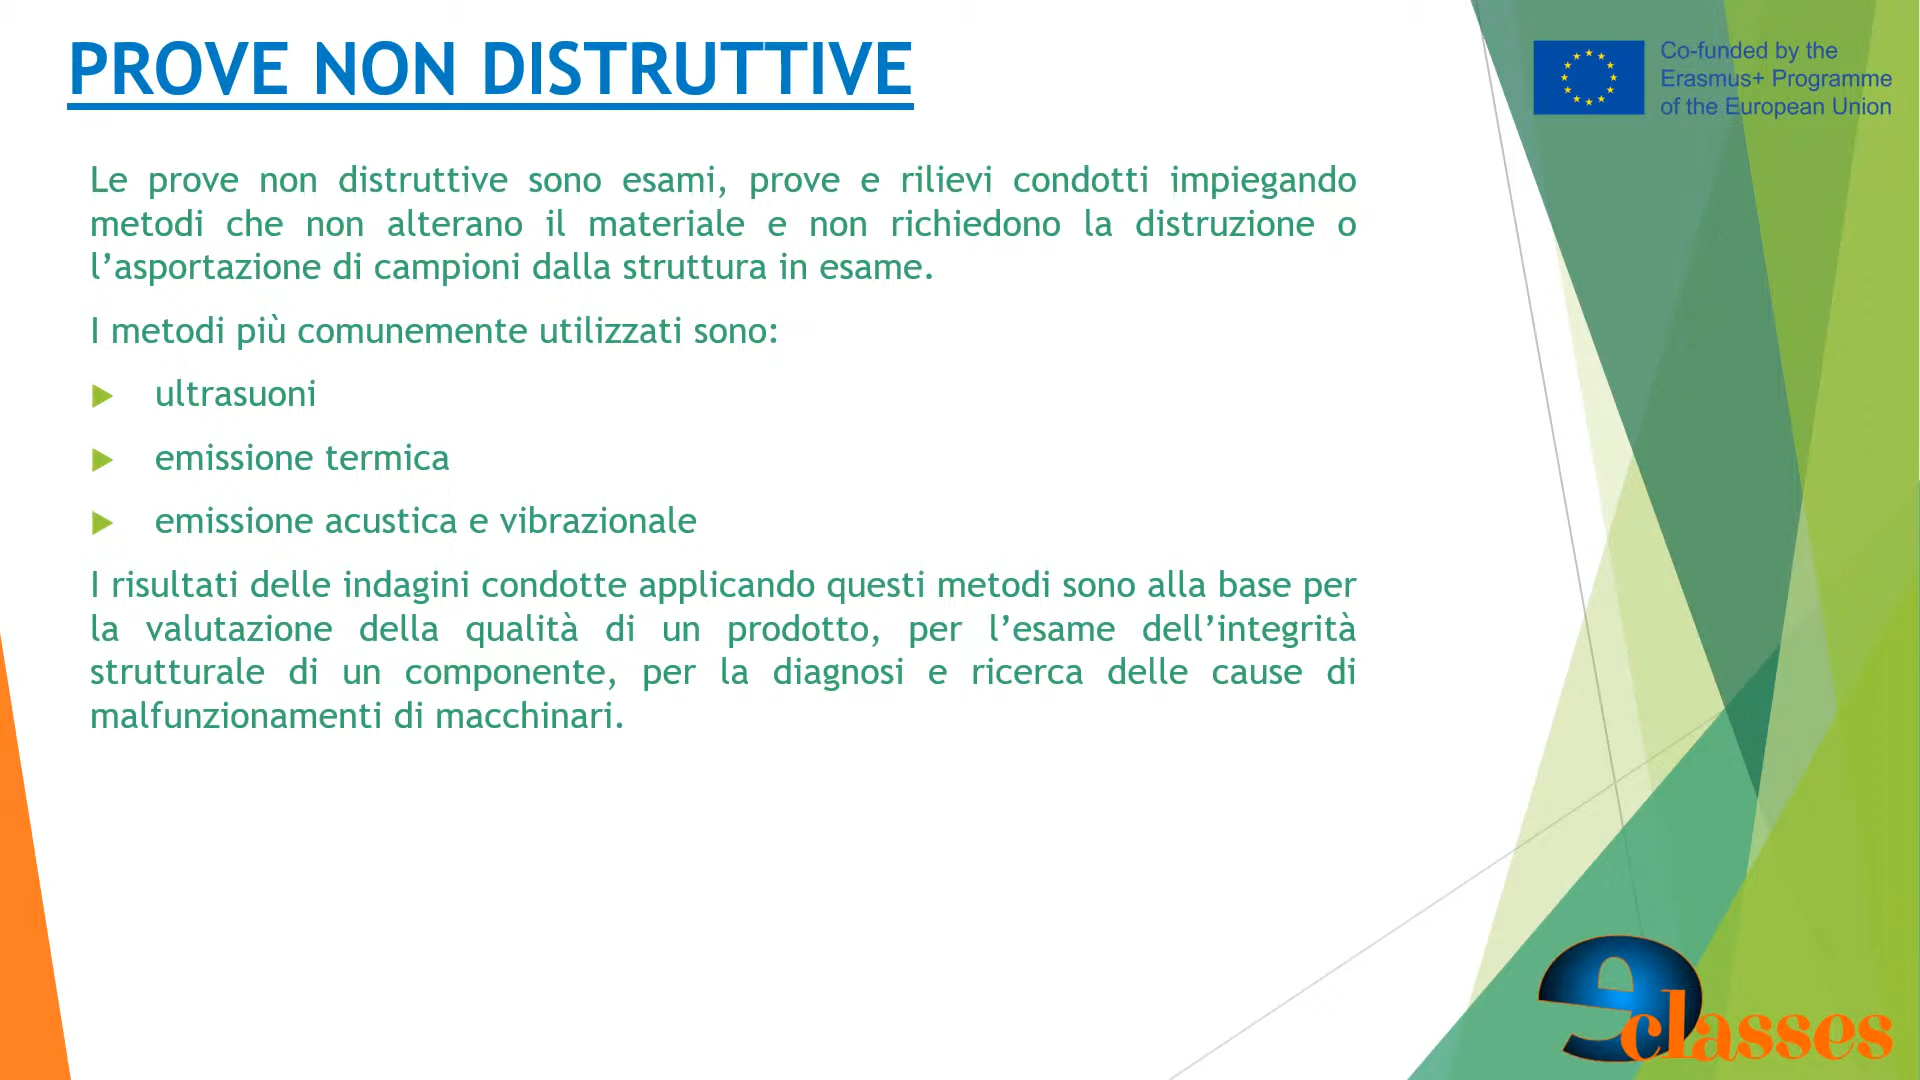 PROVE NON DISTRUTTIVE
Co-funded by the
Erasmus+ Programme
of the European Union
Le prove non distruttive sono esami, prove e rilievi condotti impiegando
metodi che non alterano il materiale e non richiedono la distruzione o
l’asportazione di campioni dalla struttura in esame.
I metodi più comunemente utilizzati sono:
ultrasuoni
emissione termica
emissione acustica e vibrazionale
I risultati delle indagini condotte applicando questi metodi sono alla base per
la valutazione della qualità di un prodotto, per l’esame dell’integrità
strutturale di un componente, per la diagnosi e ricerca delle cause di
malfunzionamenti di macchinari.
e classes